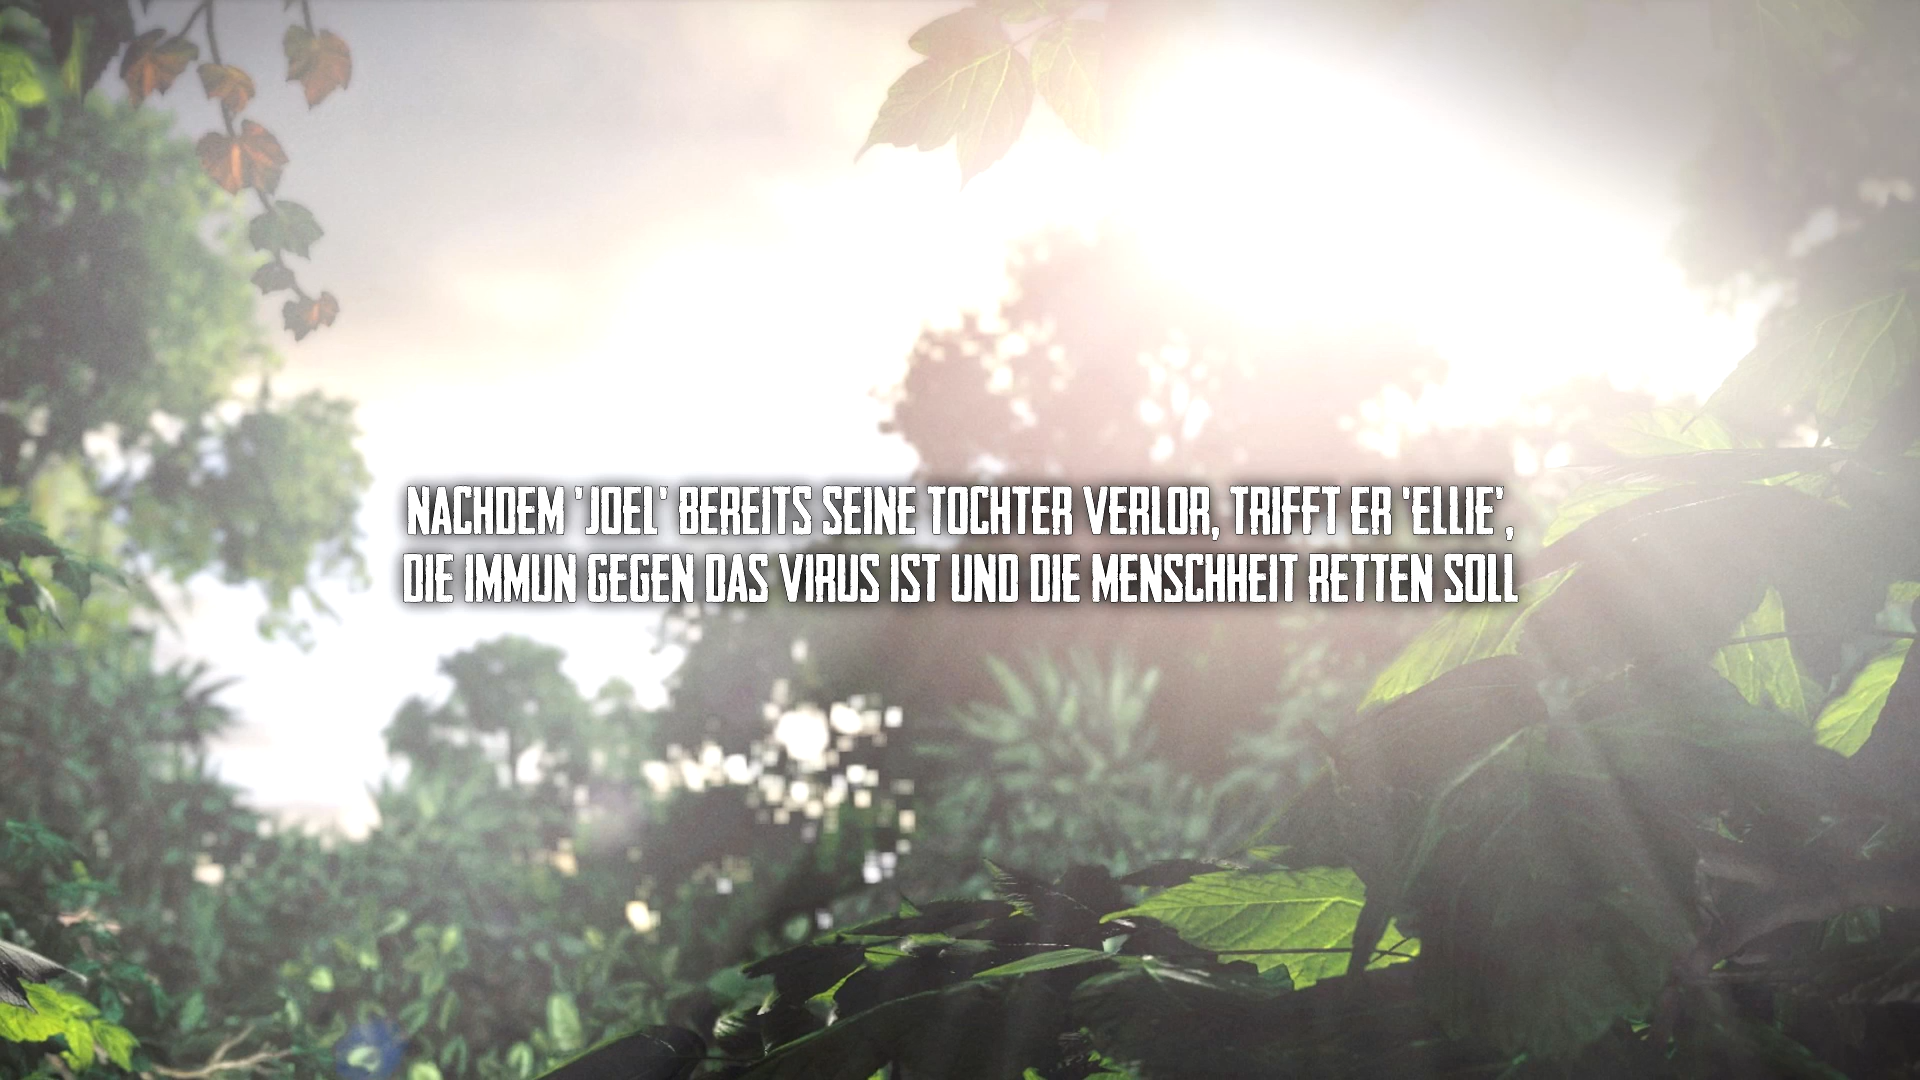 NACHDEM 'JOEL' BEREITS SEINE TOCHTER VERLOR, TRIFFT ER 'ELLIE',
DIE IMMUN GEGEN DAS VIRUS IST UND DIE MENSCHHEIT RETTEN SOLL